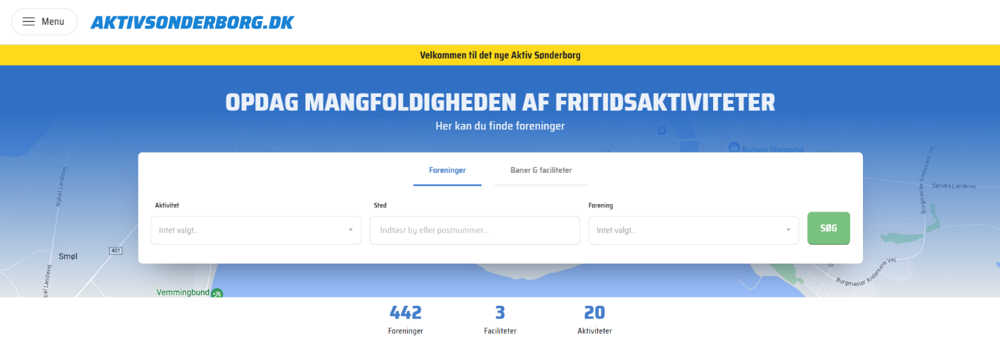 Menu
AKTIVSONDERBORG.DK
Velkommen til det nye Aktiv Sønderborg
OPDAG MANGFOLDIGHEDEN AF FRITIDSAKTIVITETER
Her kan du finde foreninger
Borgen Shopping
Foreninger
Baner & faciliteter
Nybøl Landevej
Borgmester Andersens Vej
Søndre Landevej
Aktivitet
Sted
Forening
Intet valgt...
Indtast by eller postnummer...
Intet valgt...
SØG
Smøl
401
Borgmester Andersens Vej
Vemmingbund
442
3
20
Foreninger
Faciliteter
Aktiviteter